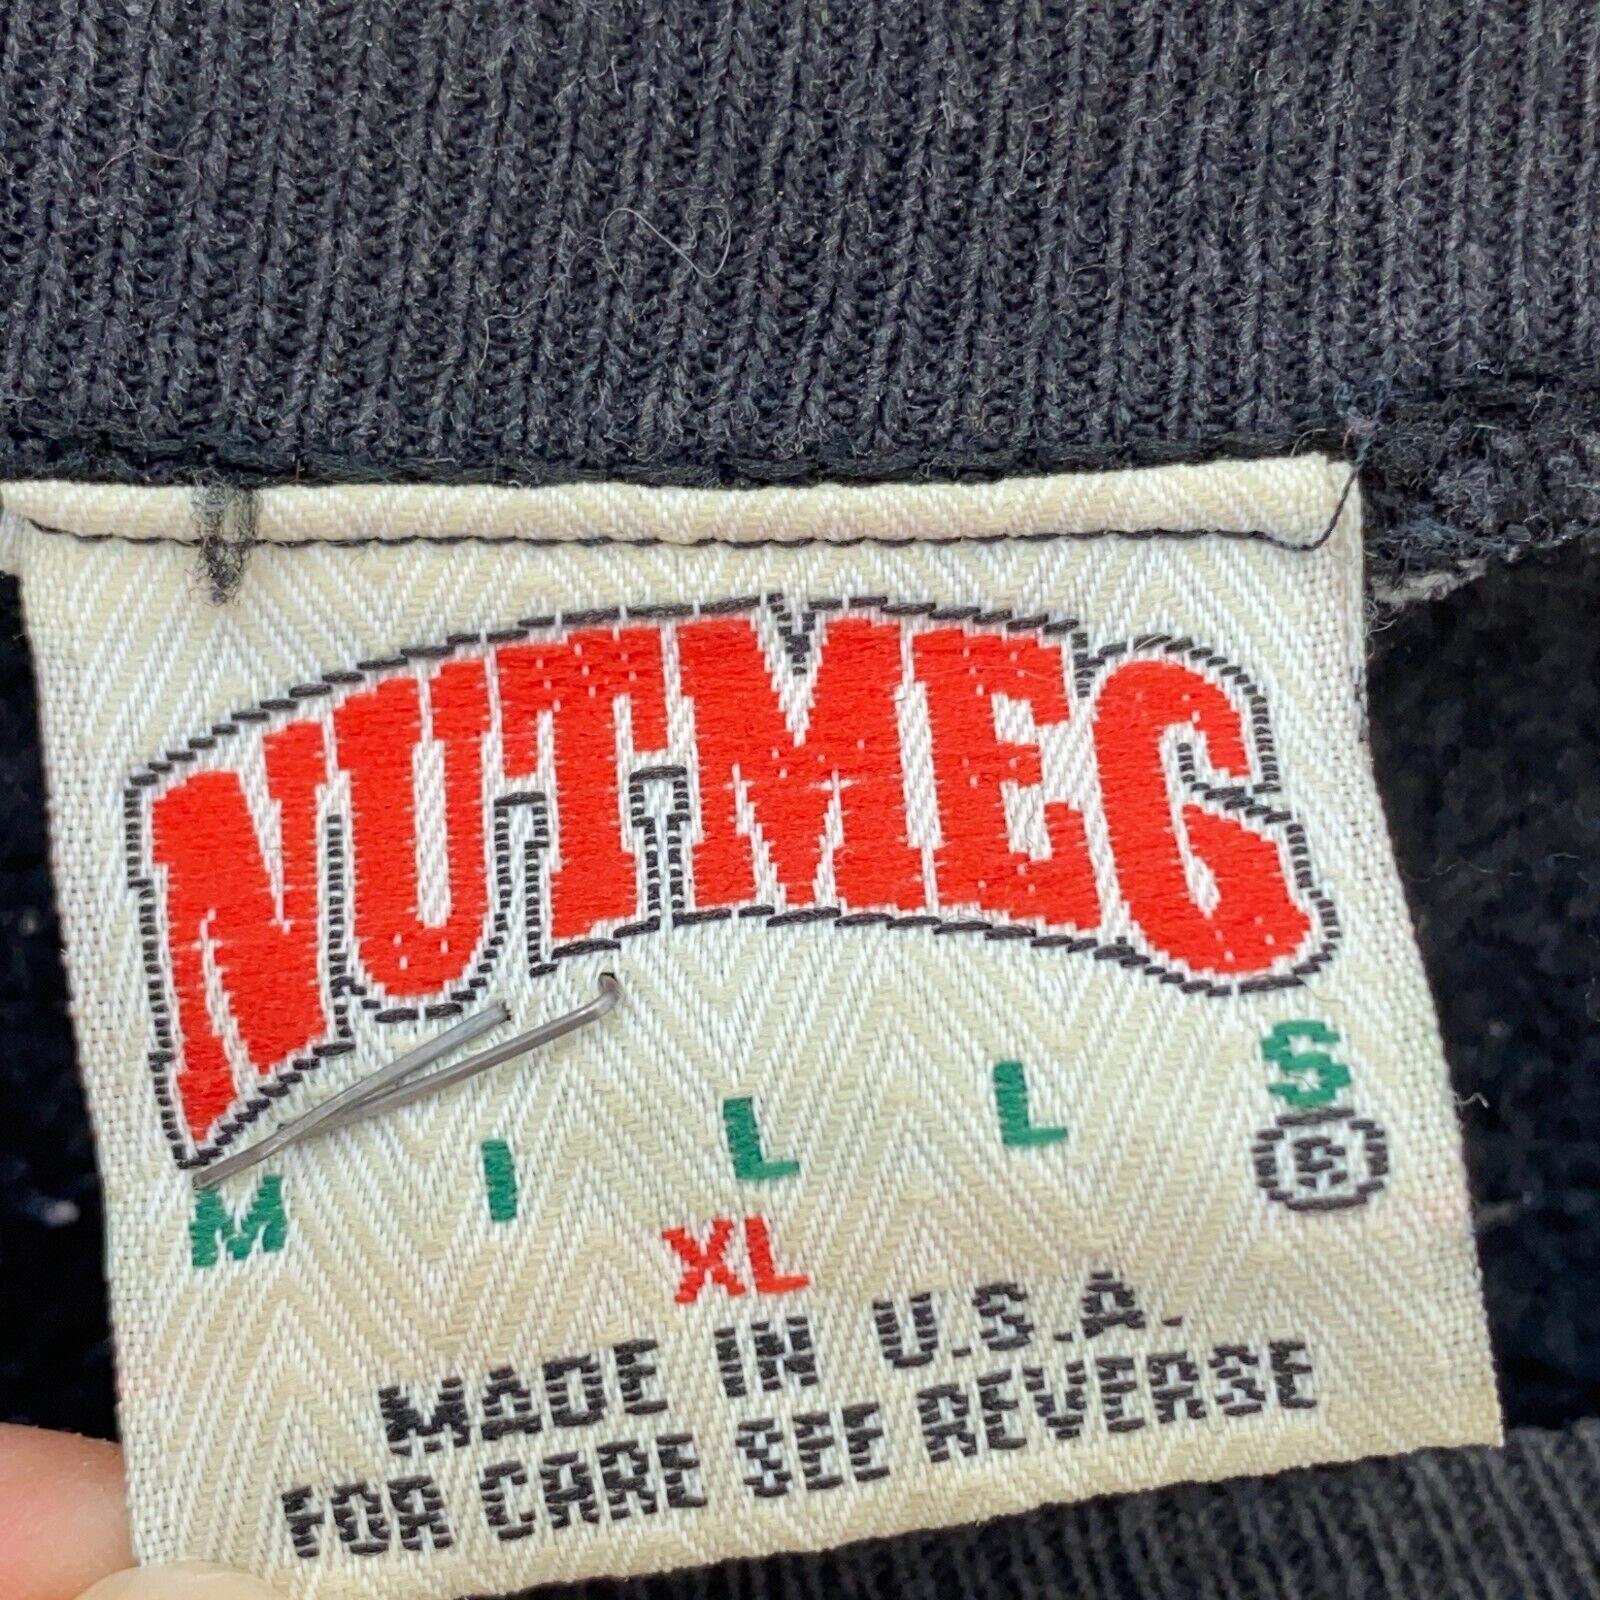 NUTMEG
MILLS
®
XL
MADE IN U.S.A.
FOR CARE SEE REVERSE